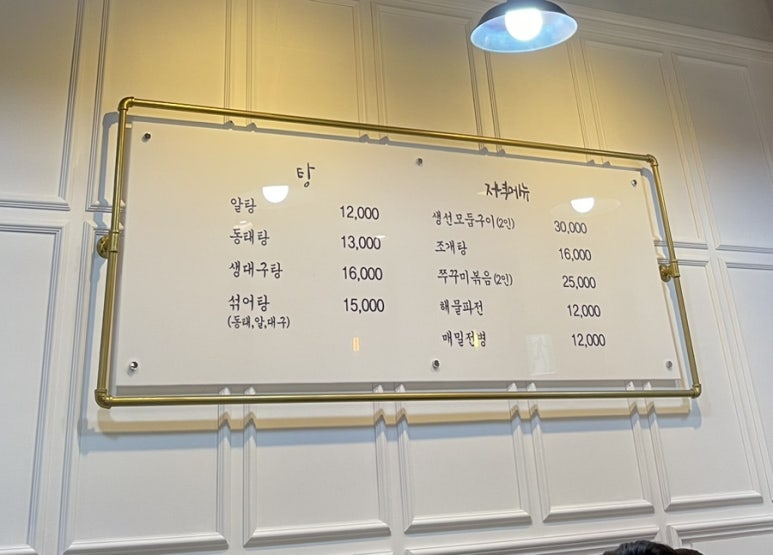 탕
알탕 12,000
동태탕 13,000
생대구탕 16,000
섞어탕 15,000
(동태,알,대구)
저녁메뉴
생선모둠구이(2인) 30,000
조개탕 16,000
쭈꾸미볶음(2인) 25,000
해물파전 12,000
매밀전병 12,000